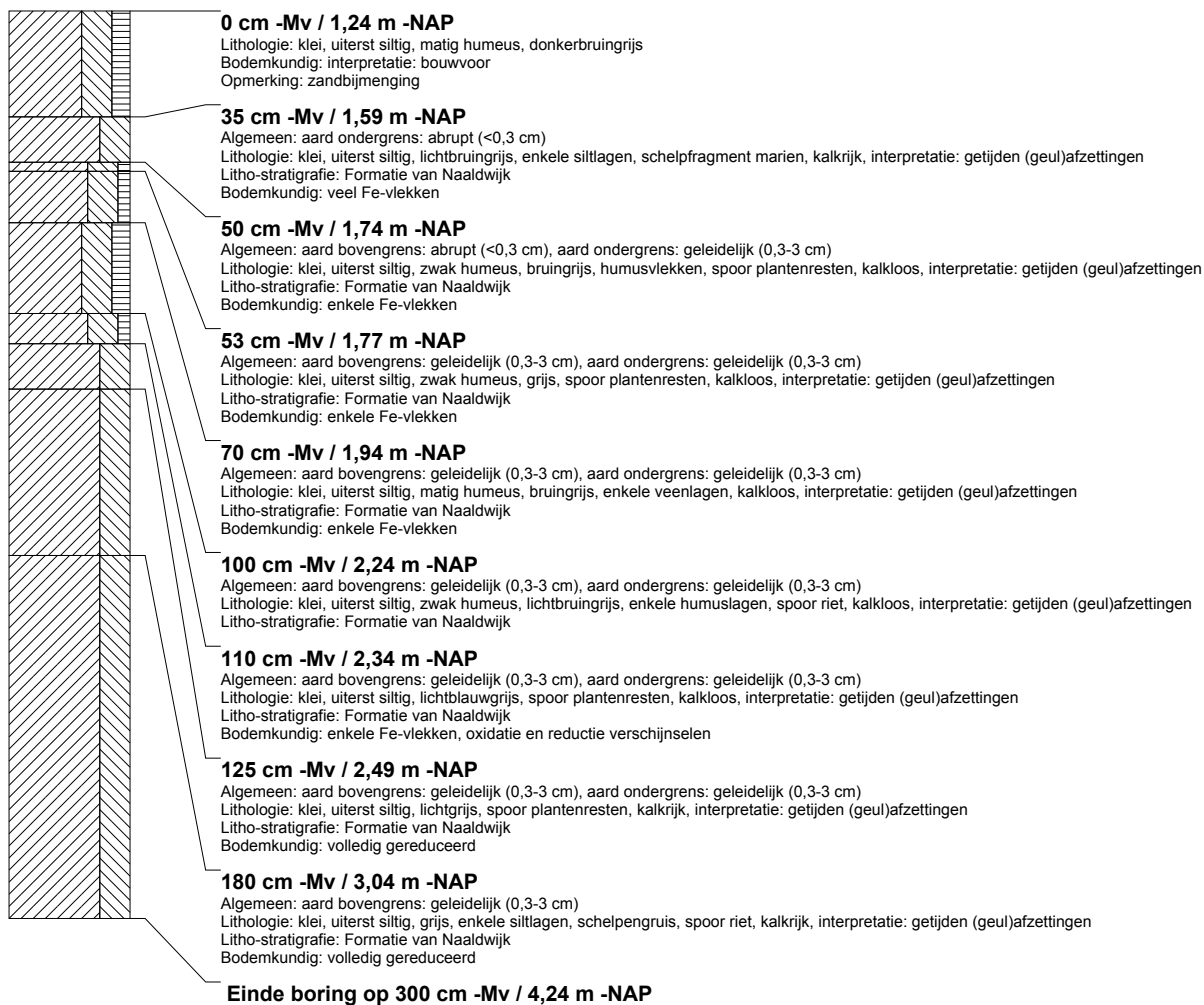 0 cm -Mv / 1,24 m -NAP
Lithologie: klei, uiterst siltig, matig humeus, donkerbruingrijs
Bodemkundig: interpretatie: bouwvoor
Opmerking: zandbijmenging
35 cm -Mv / 1,59 m -NAP
Algemeen: aard ondergrens: abrupt (<0,3 cm)
Lithologie: klei, uiterst siltig, lichtbruingrijs, enkele siltlagen, schelpfragment marien, kalkrijk, interpretatie: getijden (geul)afzettingen
Litho-stratigrafie: Formatie van Naaldwijk
Bodemkundig: veel Fe-vlekken
50 cm -Mv / 1,74 m -NAP
Algemeen: aard bovengrens: abrupt (<0,3 cm), aard ondergrens: geleidelijk (0,3-3 cm)
Lithologie: klei, uiterst siltig, zwak humeus, bruingrijs, humusvlekken, spoor plantenresten, kalkloos, interpretatie: getijden (geul)afzettingen
Litho-stratigrafie: Formatie van Naaldwijk
Bodemkundig: enkele Fe-vlekken
53 cm -Mv / 1,77 m -NAP
Algemeen: aard bovengrens: geleidelijk (0,3-3 cm), aard ondergrens: geleidelijk (0,3-3 cm)
Lithologie: klei, uiterst siltig, zwak humeus, grijs, spoor plantenresten, kalkloos, interpretatie: getijden (geul)afzettingen
Litho-stratigrafie: Formatie van Naaldwijk
Bodemkundig: enkele Fe-vlekken
70 cm -Mv / 1,94 m -NAP
Algemeen: aard bovengrens: geleidelijk (0,3-3 cm), aard ondergrens: geleidelijk (0,3-3 cm)
Lithologie: klei, uiterst siltig, matig humeus, bruingrijs, enkele veenlagen, kalkloos, interpretatie: getijden (geul)afzettingen
Litho-stratigrafie: Formatie van Naaldwijk
Bodemkundig: enkele Fe-vlekken
100 cm -Mv / 2,24 m -NAP
Algemeen: aard bovengrens: geleidelijk (0,3-3 cm), aard ondergrens: geleidelijk (0,3-3 cm)
Lithologie: klei, uiterst siltig, zwak humeus, lichtbruingrijs, enkele humuslagen, spoor riet, kalkloos, interpretatie: getijden (geul)afzettingen
Litho-stratigrafie: Formatie van Naaldwijk
110 cm -Mv / 2,34 m -NAP
Algemeen: aard bovengrens: geleidelijk (0,3-3 cm), aard ondergrens: geleidelijk (0,3-3 cm)
Lithologie: klei, uiterst siltig, lichtblauwgrijs, spoor plantenresten, kalkloos, interpretatie: getijden (geul)afzettingen
Litho-stratigrafie: Formatie van Naaldwijk
Bodemkundig: enkele Fe-vlekken, oxidatie en reductie verschijnselen
125 cm -Mv / 2,49 m -NAP
Algemeen: aard bovengrens: geleidelijk (0,3-3 cm), aard ondergrens: geleidelijk (0,3-3 cm)
Lithologie: klei, uiterst siltig, lichtgrijs, spoor plantenresten, kalkrijk, interpretatie: getijden (geul)afzettingen
Litho-stratigrafie: Formatie van Naaldwijk
Bodemkundig: volledig gereduceerd
180 cm -Mv / 3,04 m -NAP
Algemeen: aard bovengrens: geleidelijk (0,3-3 cm)
Lithologie: klei, uiterst siltig, grijs, enkele siltlagen, schelpengruis, spoor riet, kalkrijk, interpretatie: getijden (geul)afzettingen
Litho-stratigrafie: Formatie van Naaldwijk
Bodemkundig: volledig gereduceerd
Einde boring op 300 cm -Mv / 4,24 m -NAP